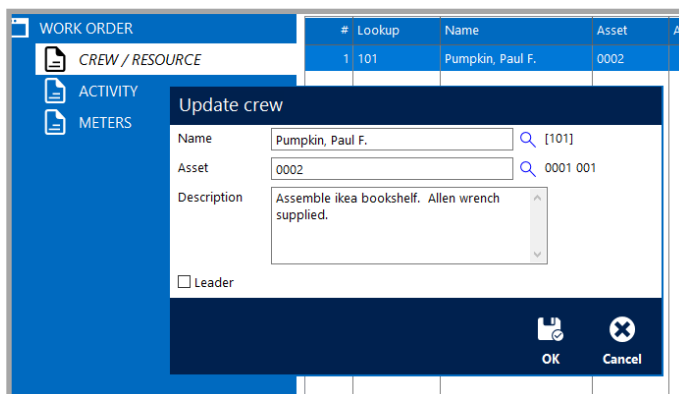 WORK ORDER
CREW / RESOURCE
ACTIVITY
METERS
# Lookup Name Asset
1 101 Pumpkin, Paul F. 0002
Update crew
Name Pumpkin, Paul F. [101]
Asset 0002 0001 001
Description Assemble ikea bookshelf. Allen wrench
supplied.
Leader
OK Cancel